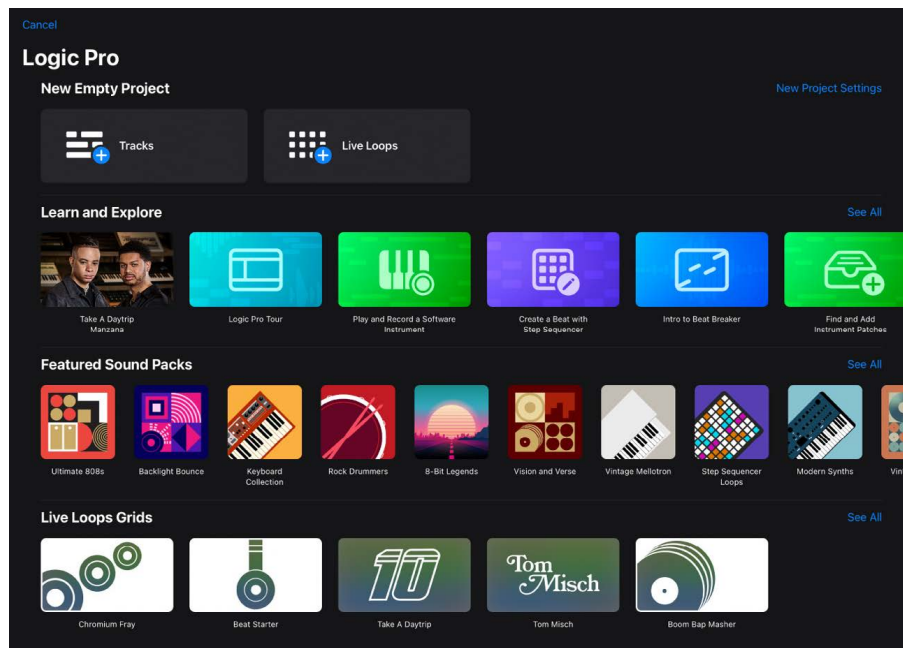 Cancel
Logic Pro
New Empty Project
New Project Settings
Tracks
Live Loops
Learn and Explore
See All
Take A Daytrip
Manzana
Logic Pro Tour
Play and Record a Software
Instrument
Create a Beat with
Step Sequencer
Intro to Beat Breaker
Find and Add
Instrument Patches
Featured Sound Packs
See All
Ultimate 808s
Backlight Bounce
Keyboard
Collection
Rock Drummers
8-Bit Legends
Vision and Verse
Vintage Mellotron
Step Sequencer
Loops
Modern Synths
Live Loops Grids
See All
10
Tom
Misch
Chromium Fray
Beat Starter
Take A Daytrip
Tom Misch
Boom Bap Masher